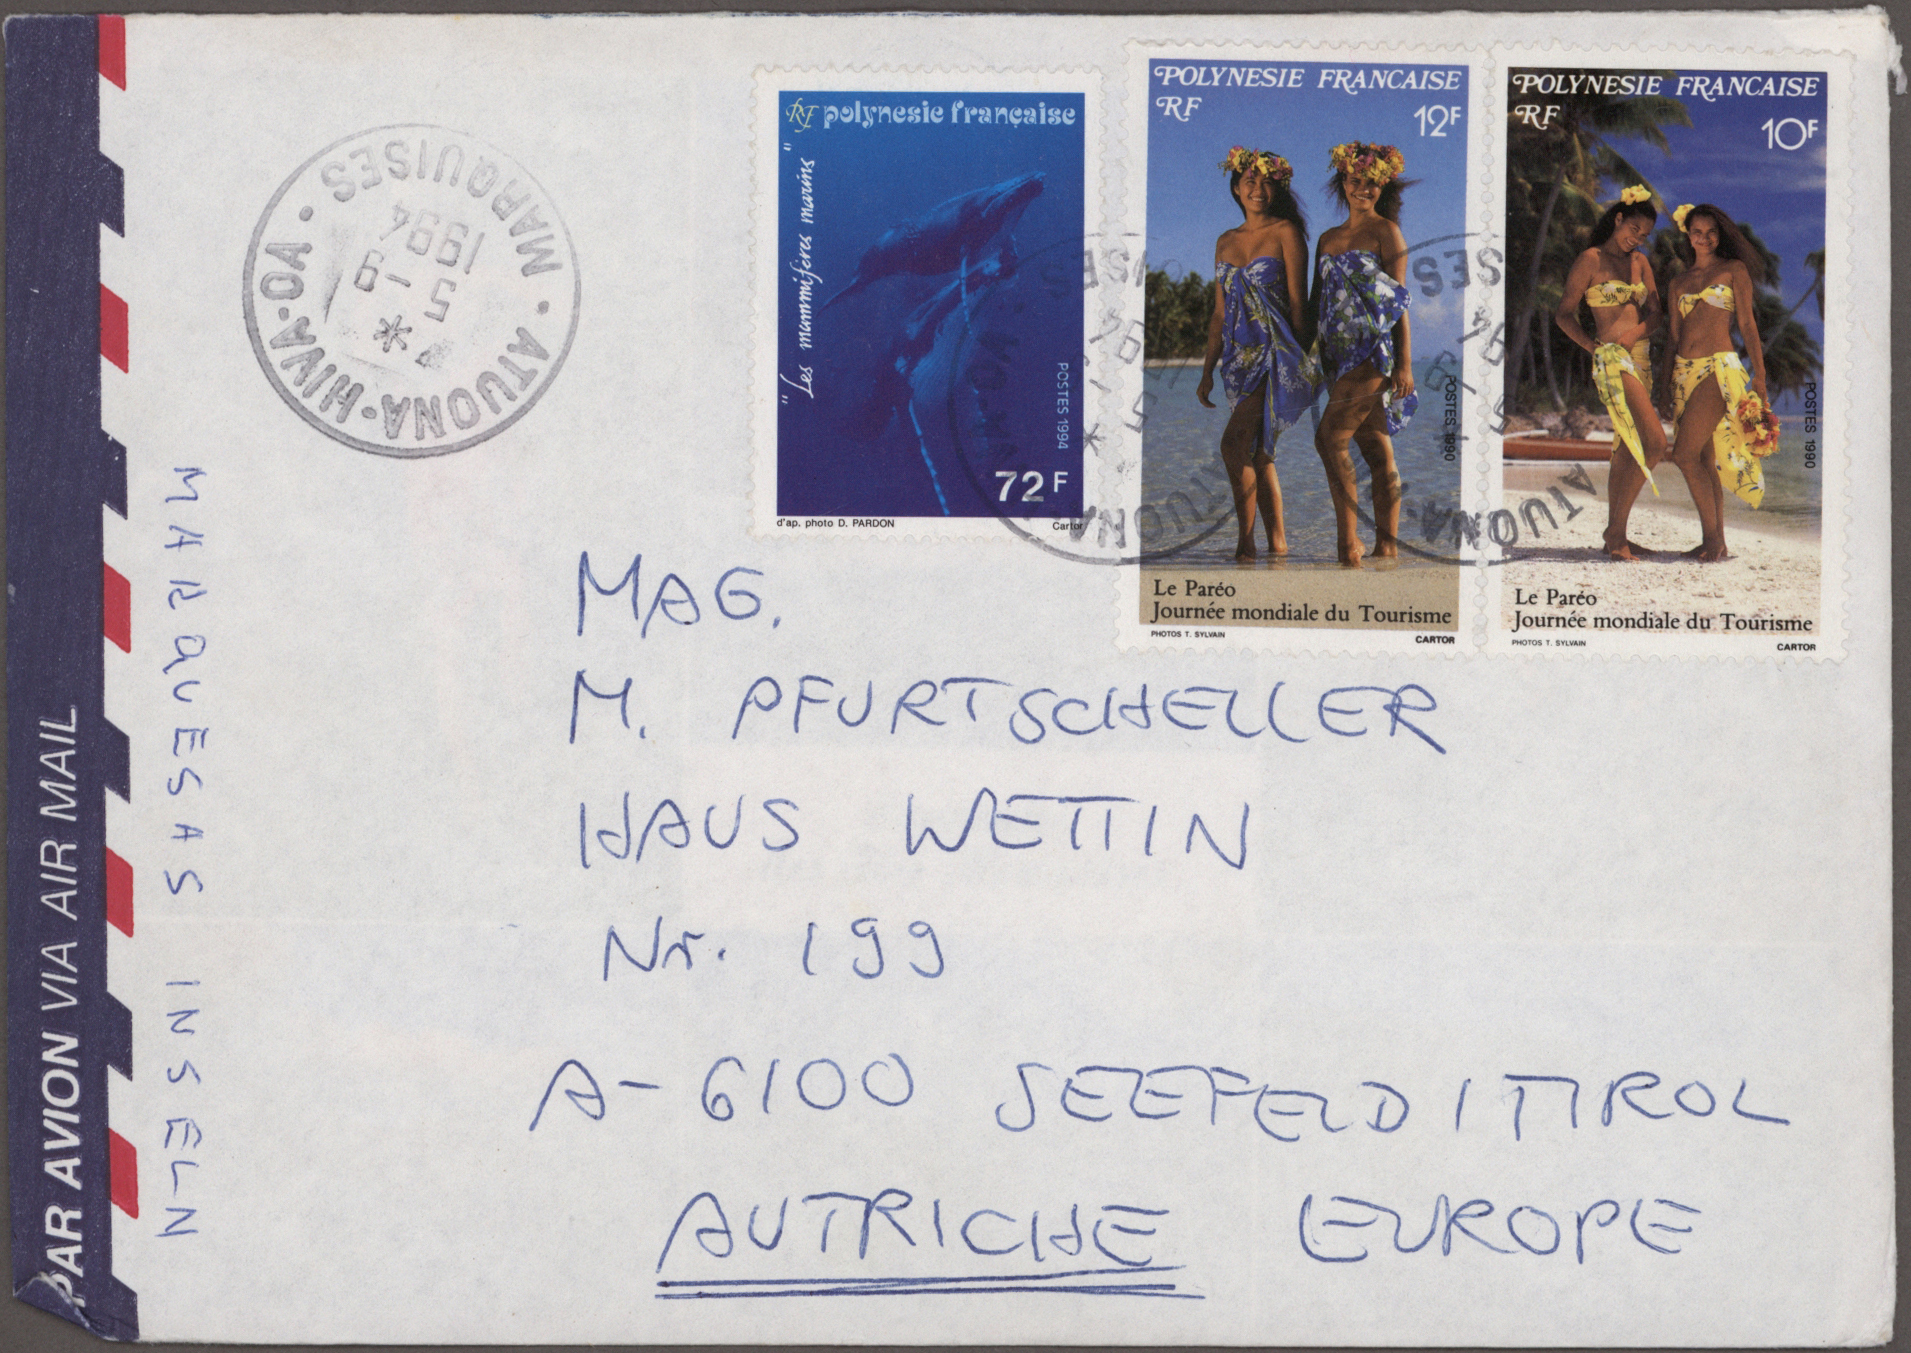 PAR AVION VIA AIR MAIL
MARQUESAS INSELN
MARQUISES • ATUONA-HIVA-OA •
* 5 -9
1994
RF polynesie française
"Les mammifères marins"
POSTES 1994
72F
d'ap. photo D. PARDON
Cartor
POLYNESIE FRANCAISE
RF
12F
POSTES 1990
Le Paréo
Journée mondiale du Tourisme
PHOTOS T. SYLVAIN
CARTOR
POLYNESIE FRANCAISE
RF
10F
POSTES 1990
Le Paréo
Journée mondiale du Tourisme
PHOTOS T. SYLVAIN
CARTOR
ATUONA
MAG.
M. PFURTSCHELLER
HAUS WETTIN
Nr. 199
A-6100 SEEFELD / TIROL
AUTRICHE EUROPE